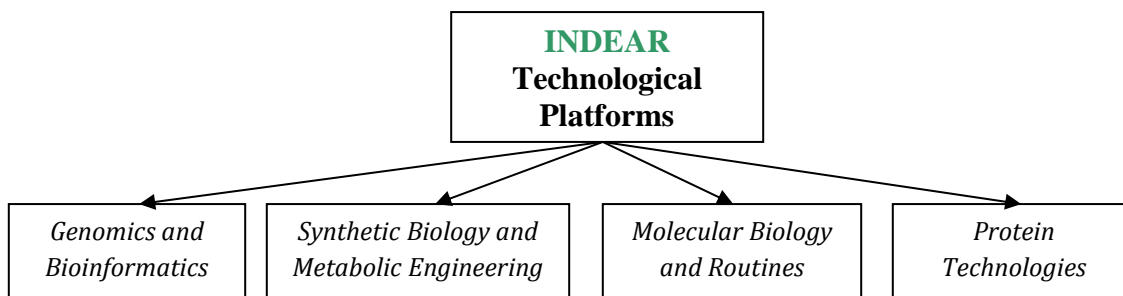 INDEAR
Technological
Platforms
Genomics and
Bioinformatics
Synthetic Biology and
Metabolic Engineering
Molecular Biology
and Routines
Protein
Technologies